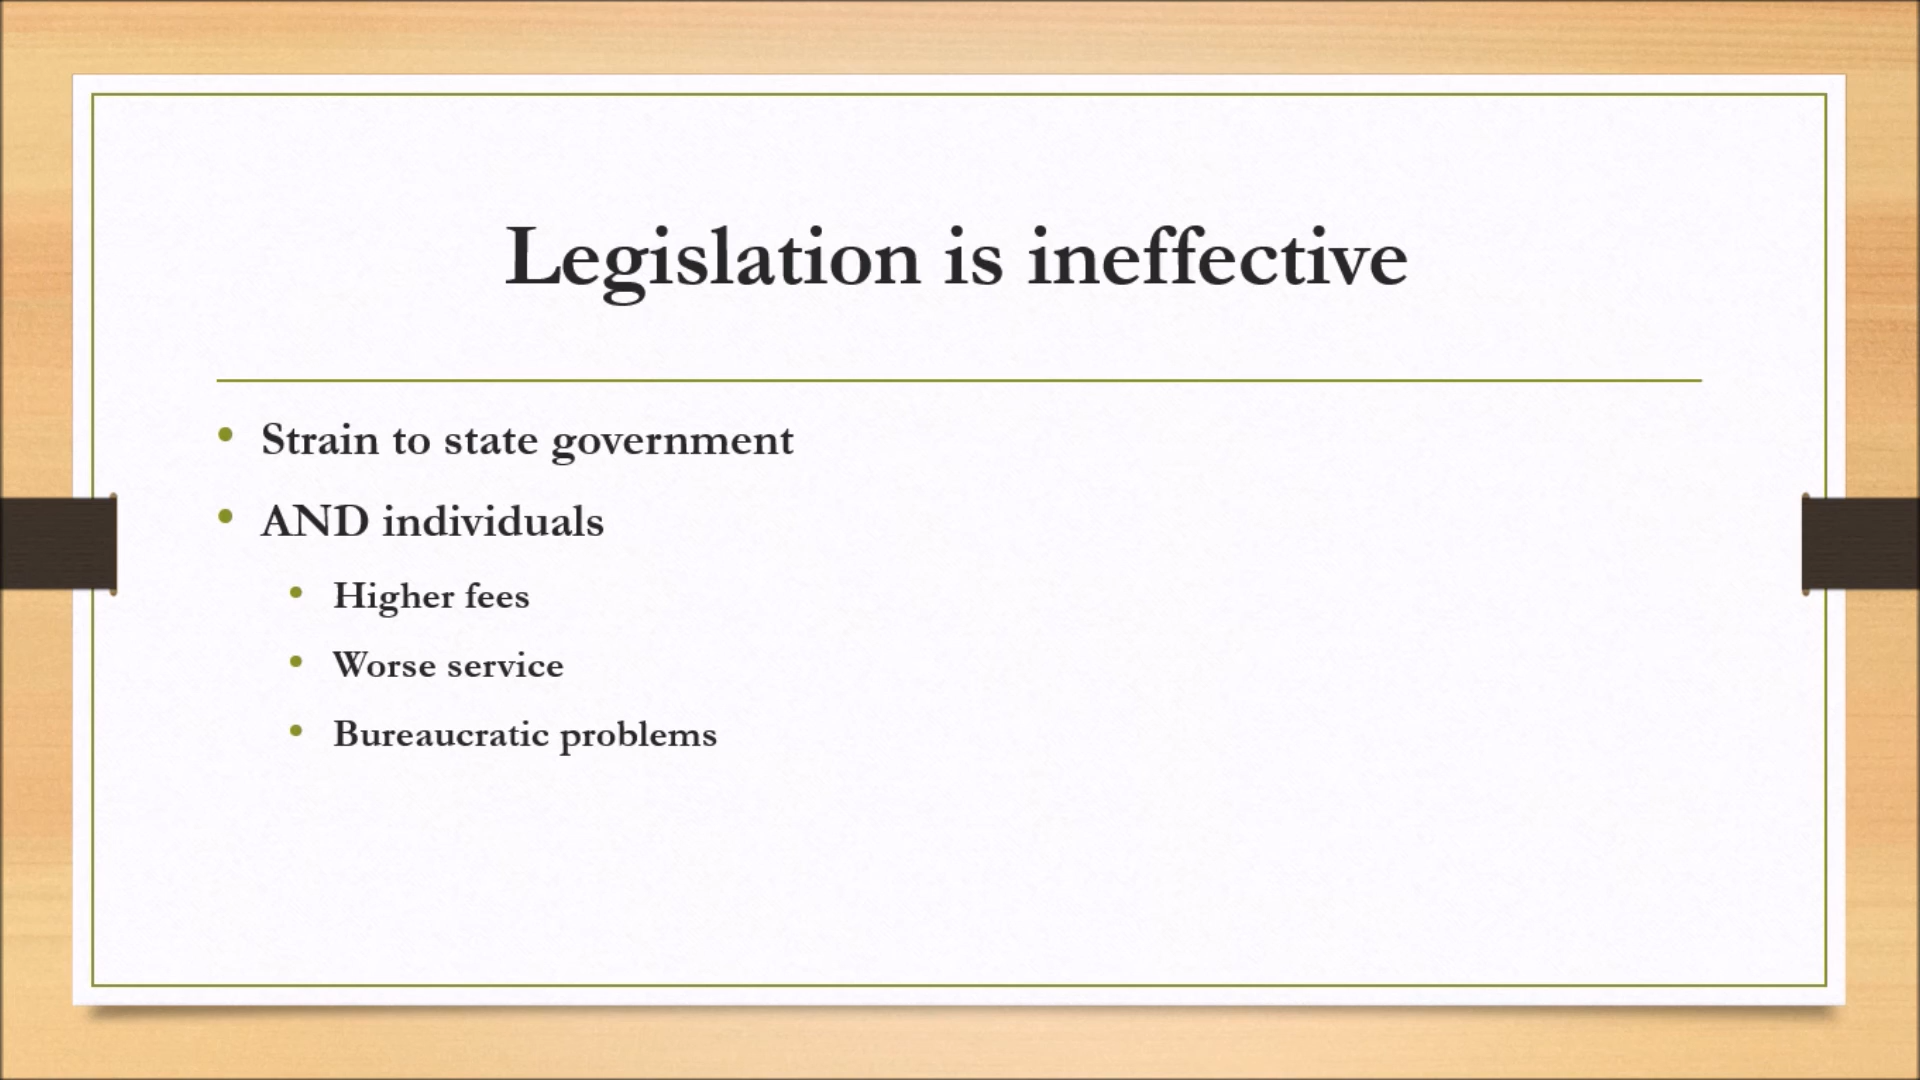 Legislation is ineffective
Strain to state government
AND individuals
Higher fees
Worse service
Bureaucratic problems